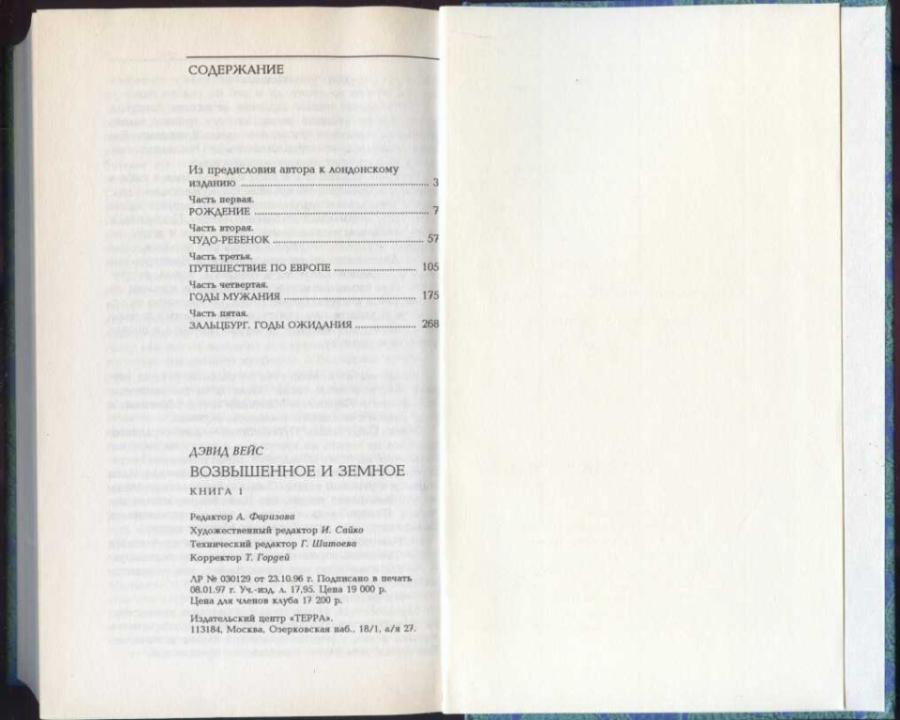 СОДЕРЖАНИЕ
Из предисловия автора к лондонскому
изданию ........................................ 3
Часть первая.
РОЖДЕНИЕ ........................................ 7
Часть вторая.
ЧУДО-РЕБЕНОК ........................................ 57
Часть третья.
ПУТЕШЕСТВИЕ ПО ЕВРОПЕ .................... 105
Часть четвертая.
ГОДЫ МУЖАНИЯ ................................ 175
Часть пятая.
ЗАЛЬЦБУРГ. ГОДЫ ОЖИДАНИЯ ............... 268
ДЭВИД ВЕЙС
ВОЗВЫШЕННОЕ И ЗЕМНОЕ
КНИГА 1
Редактор А. Фаризова
Художественный редактор И. Сайко
Технический редактор Г. Шитоева
Корректор Т. Гордей
ЛР № 030129 от 23.10.96 г. Подписано в печать
08.01.97 г. Уч.-изд. л. 17,95. Цена 19 000 р.
Цена для членов клуба 17 200 р.
Издательский центр «ТЕРРА».
113184, Москва, Озерковская наб., 18/1, а/я 27.